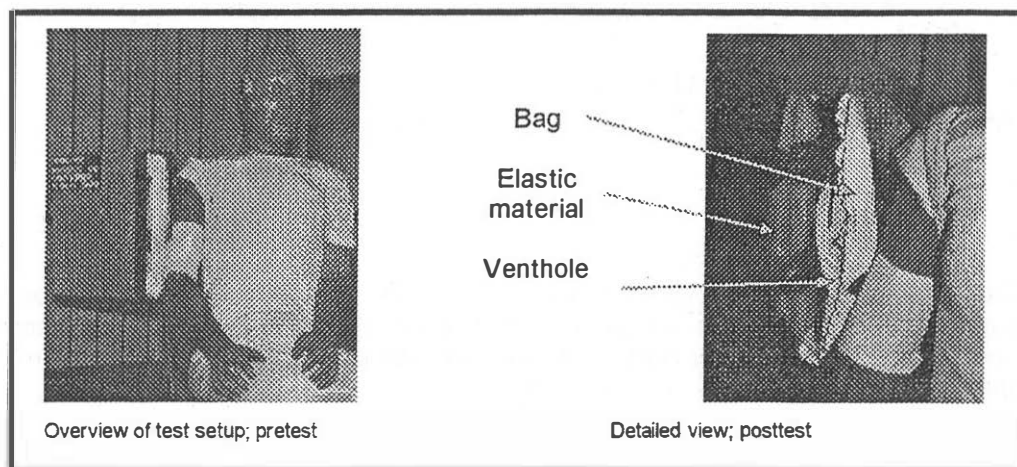 Bag
Elastic
material
Venthole
Overview of test setup; pretest
Detailed view; posttest